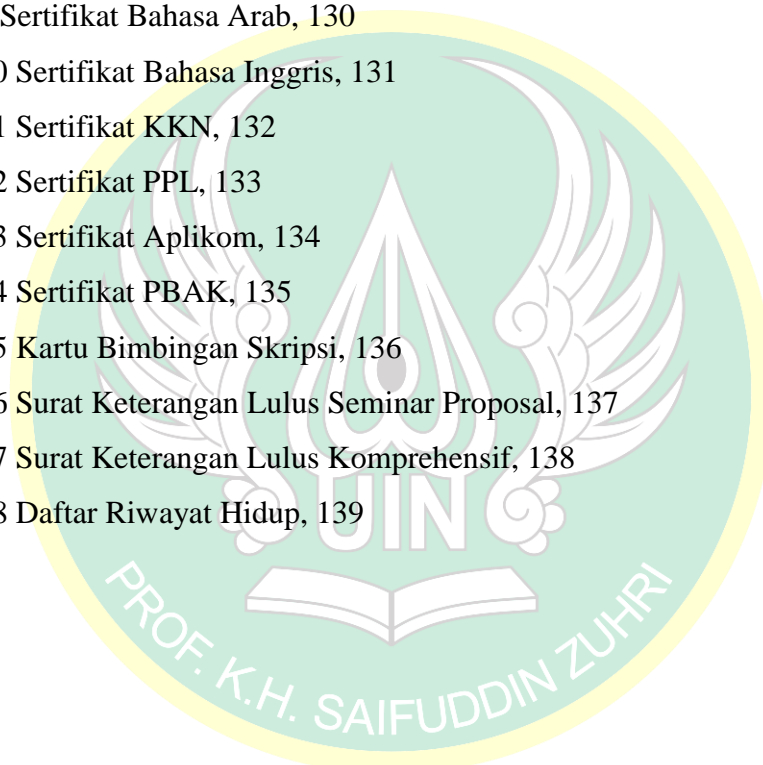 Sertifikat Bahasa Arab, 130
0 Sertifikat Bahasa Inggris, 131
1 Sertifikat KKN, 132
2 Sertifikat PPL, 133
3 Sertifikat Aplikom, 134
4 Sertifikat PBAK, 135
5 Kartu Bimbingan Skripsi, 136
6 Surat Keterangan Lulus Seminar Proposal, 137
7 Surat Keterangan Lulus Komprehensif, 138
8 Daftar Riwayat Hidup, 139
UIN
PROF. K.H. SAIFUDDIN ZUHRI